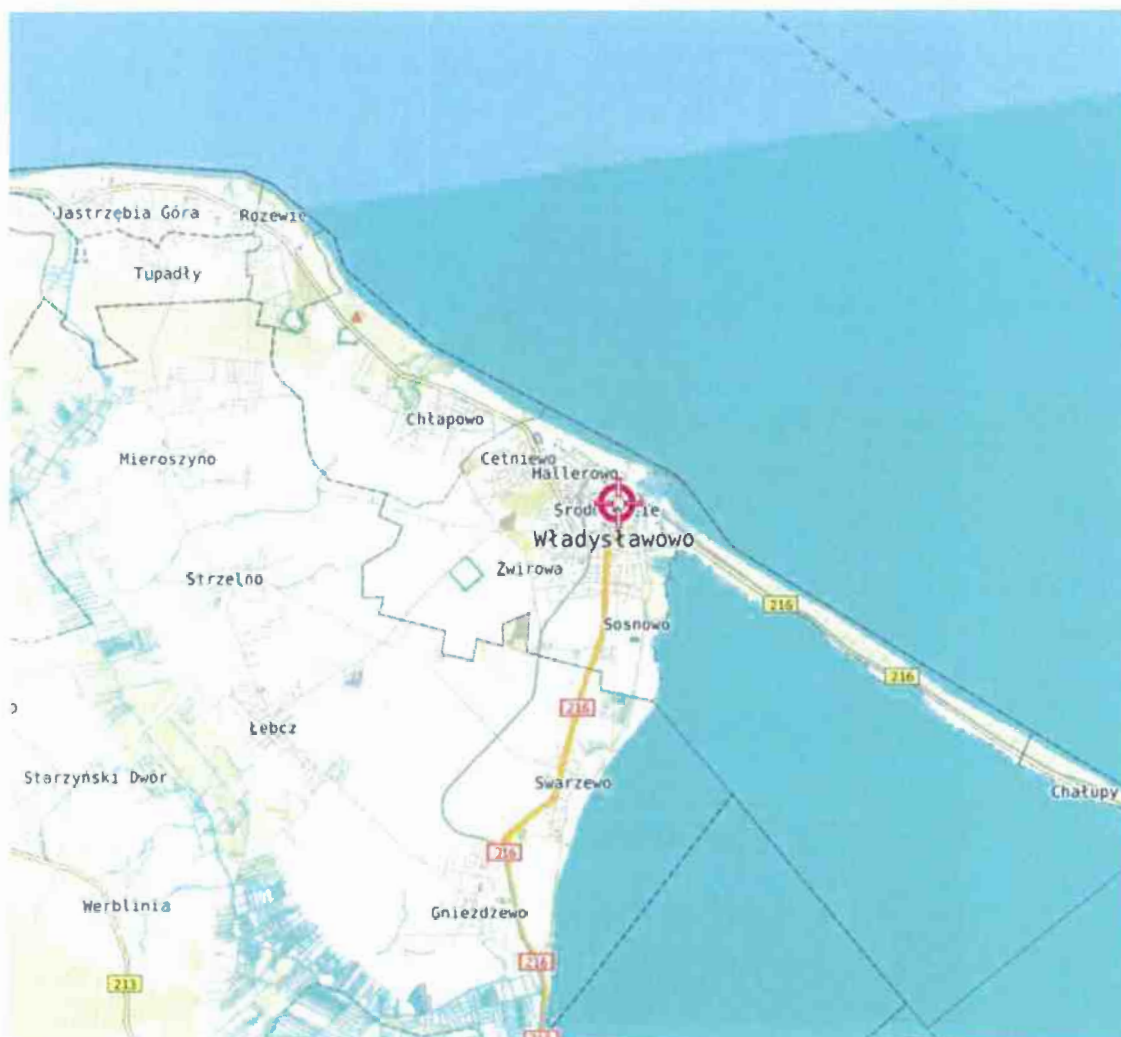 Jastrzębia Góra
Rozewie
Tupadły
Chłapowo
Mieroszyno
Cetniewo
Hallerowo
Władysławowo
Żwirowa
Strzelno
216
Sosnowo
216
216
Łebcz
Starzyński Dwór
Swarzewo
Chałupy
216
Werblinia
Gnieżdżewo
216
213